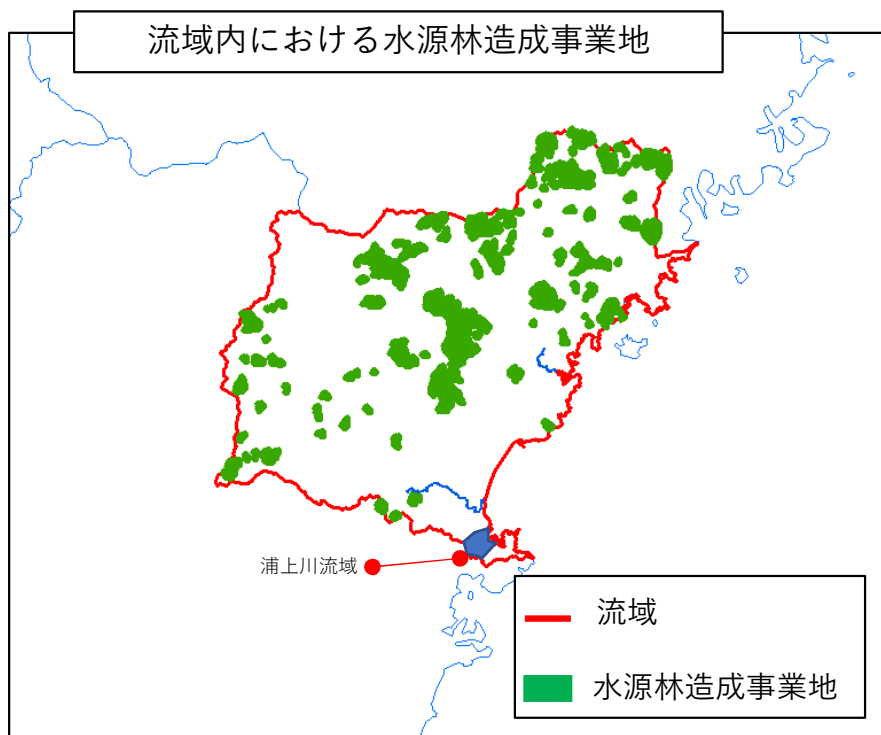 流域内における水源林造成事業地
浦上川流域
流域
水源林造成事業地